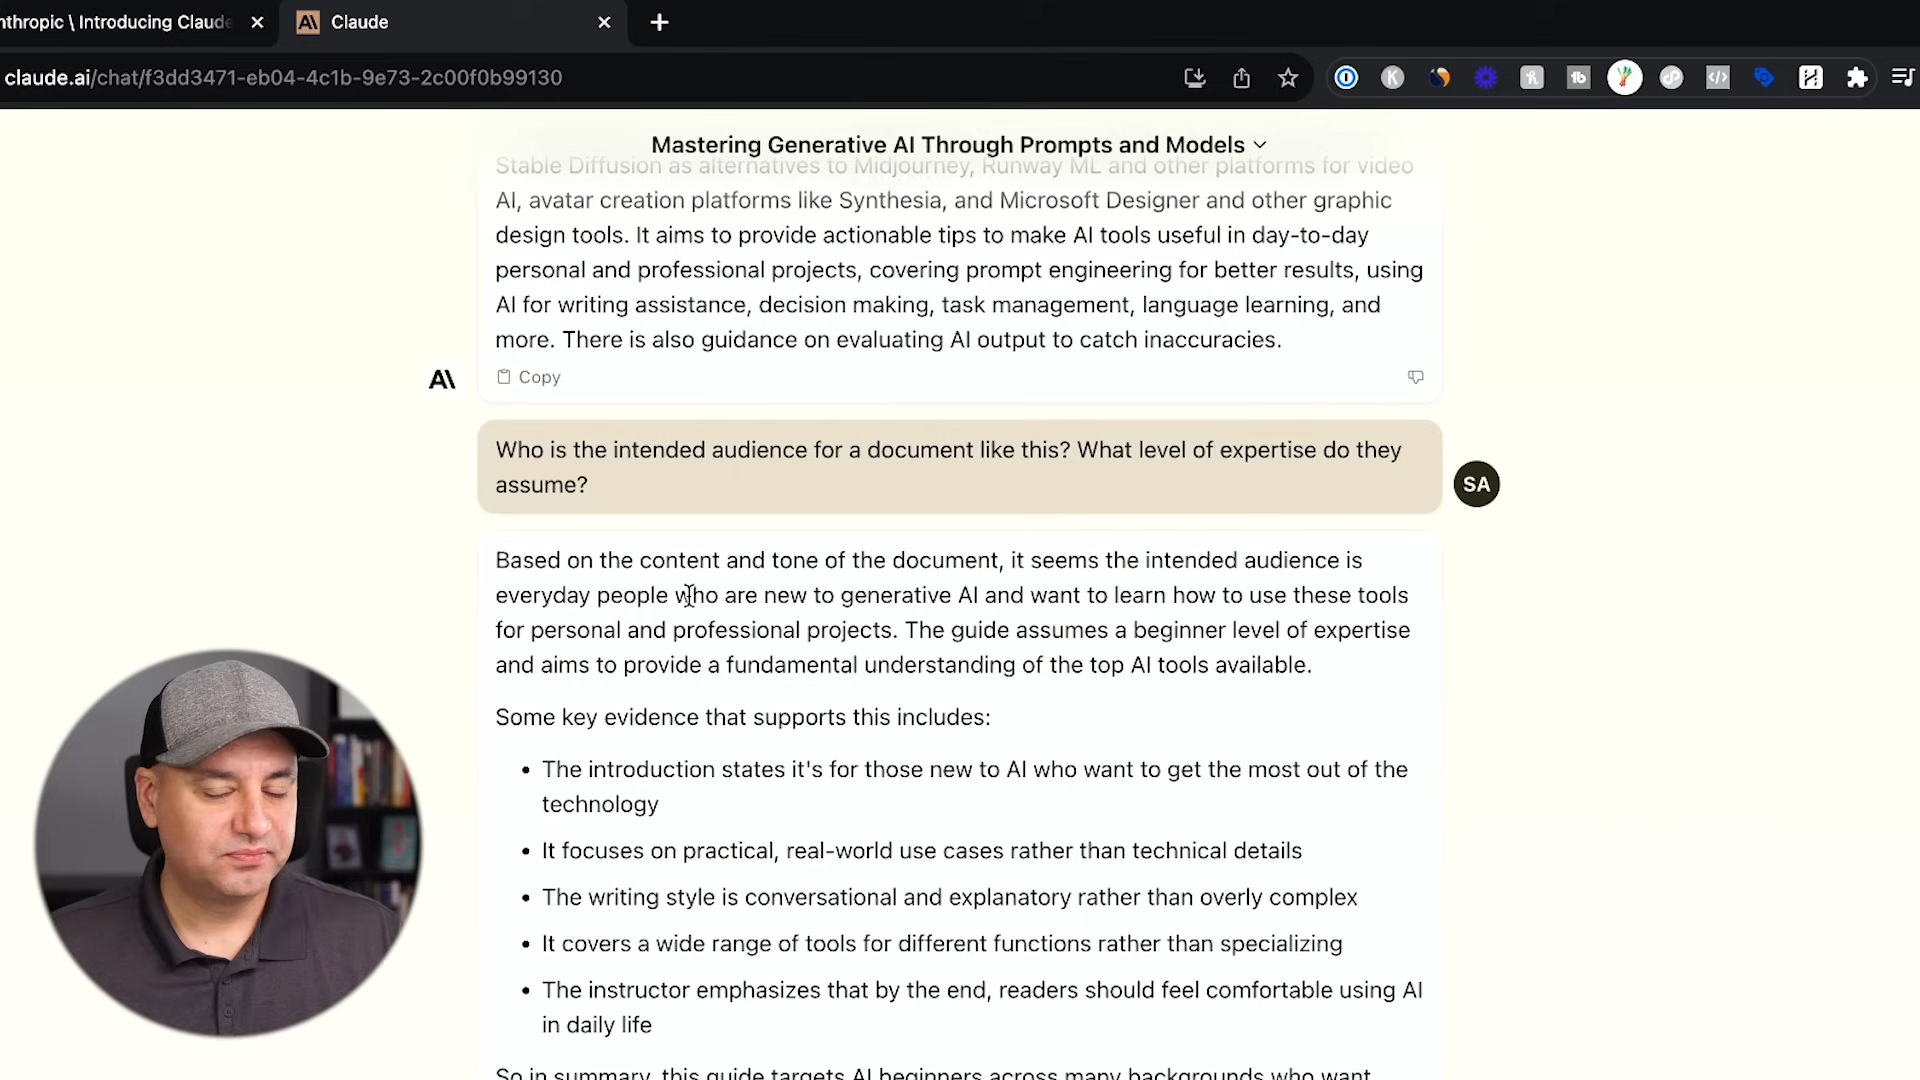 nthropic \ Introducing Claude
Claude
claude.ai/chat/f3dd3471-eb04-4c1b-9e73-2c00f0b99130
Mastering Generative AI Through Prompts and Models
Stable Diffusion as alternatives to Midjourney, Runway ML and other platforms for video
AI, avatar creation platforms like Synthesia, and Microsoft Designer and other graphic
design tools. It aims to provide actionable tips to make AI tools useful in day-to-day
personal and professional projects, covering prompt engineering for better results, using
AI for writing assistance, decision making, task management, language learning, and
more. There is also guidance on evaluating AI output to catch inaccuracies.
A\
Copy
Who is the intended audience for a document like this? What level of expertise do they
assume?
SA
Based on the content and tone of the document, it seems the intended audience is
everyday people who are new to generative AI and want to learn how to use these tools
for personal and professional projects. The guide assumes a beginner level of expertise
and aims to provide a fundamental understanding of the top AI tools available.
Some key evidence that supports this includes:
• The introduction states it's for those new to AI who want to get the most out of the
technology
• It focuses on practical, real-world use cases rather than technical details
• The writing style is conversational and explanatory rather than overly complex
• It covers a wide range of tools for different functions rather than specializing
• The instructor emphasizes that by the end, readers should feel comfortable using AI
in daily life
So in summary, this guide targets AI beginners across many backgrounds who want